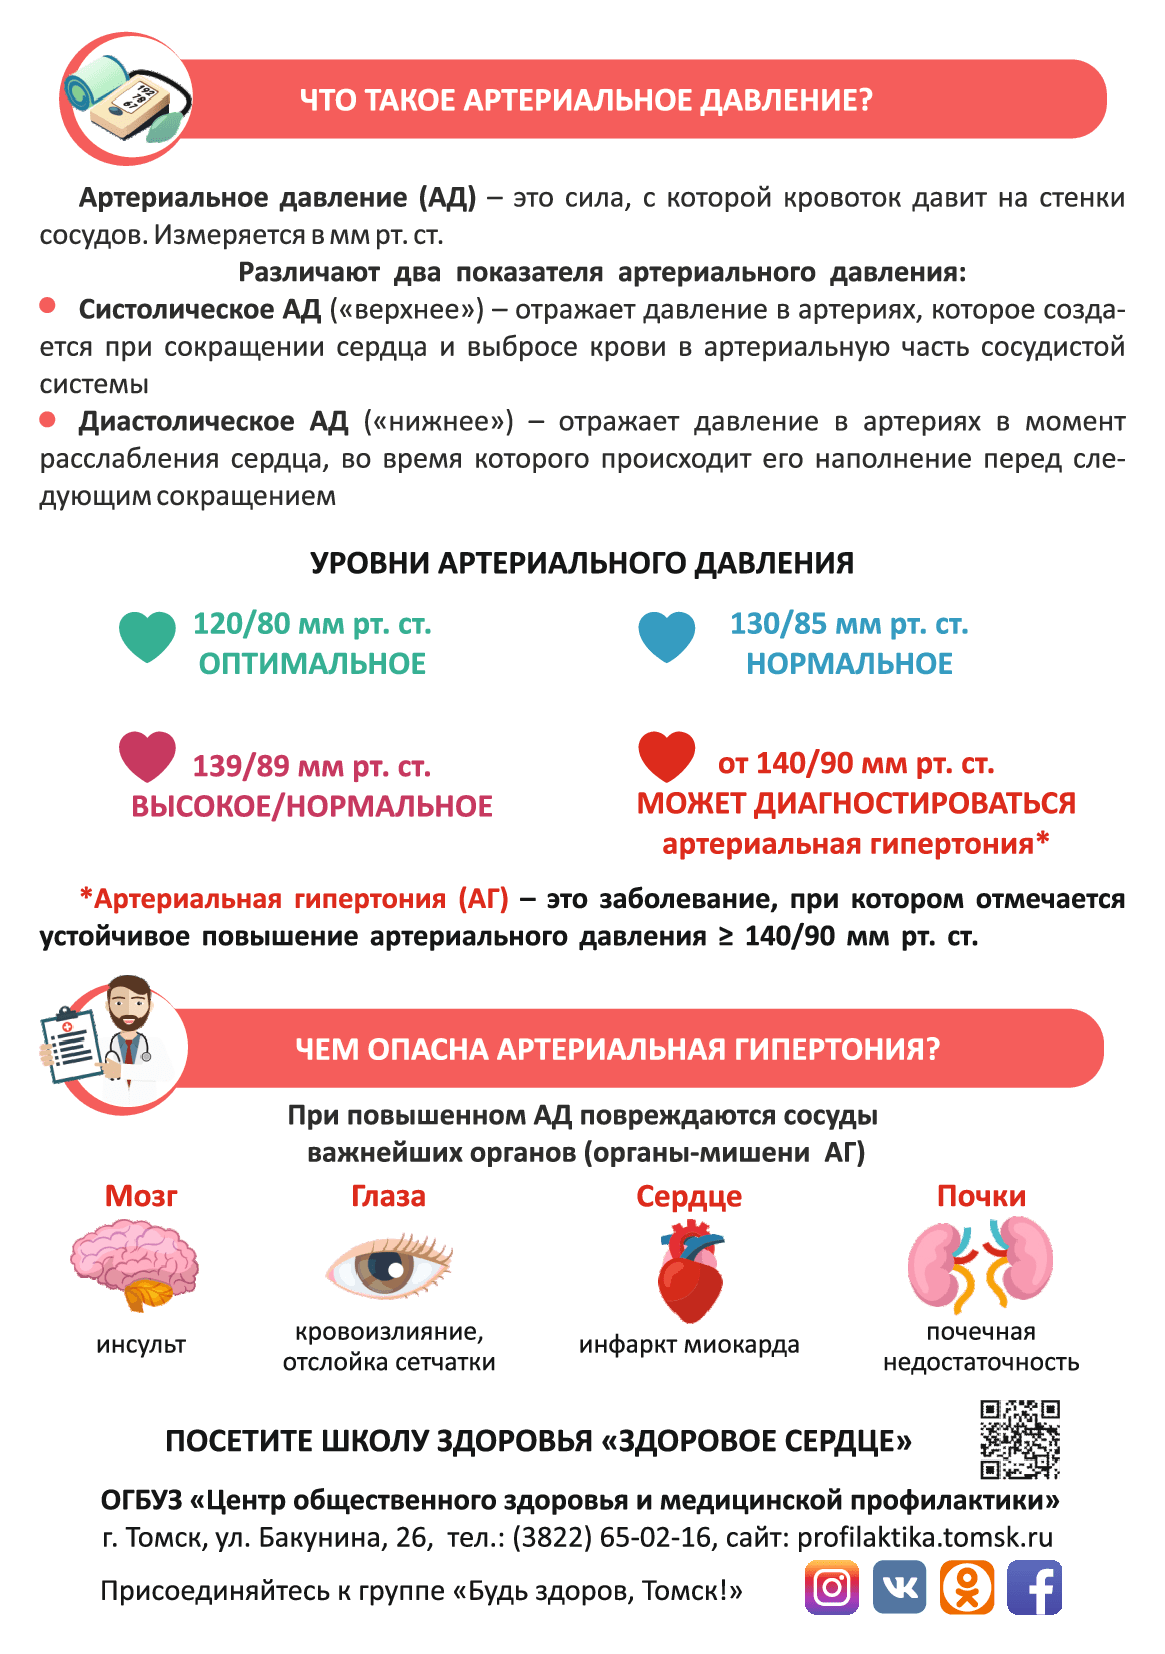 192
78
67
ЧТО ТАКОЕ АРТЕРИАЛЬНОЕ ДАВЛЕНИЕ?
Артериальное давление (АД) – это сила, с которой кровоток давит на стенки
сосудов. Измеряется в мм рт. ст.
Различают два показателя артериального давления:
Систолическое АД («верхнее») – отражает давление в артериях, которое созда-
ется при сокращении сердца и выбросе крови в артериальную часть сосудистой
системы
Диастолическое АД («нижнее») – отражает давление в артериях в момент
расслабления сердца, во время которого происходит его наполнение перед сле-
дующим сокращением
УРОВНИ АРТЕРИАЛЬНОГО ДАВЛЕНИЯ
120/80 мм рт. ст.
ОПТИМАЛЬНОЕ
130/85 мм рт. ст.
НОРМАЛЬНОЕ
139/89 мм рт. ст.
ВЫСОКОЕ/НОРМАЛЬНОЕ
от 140/90 мм рт. ст.
МОЖЕТ ДИАГНОСТИРОВАТЬСЯ
артериальная гипертония*
*Артериальная гипертония (АГ) – это заболевание, при котором отмечается
устойчивое повышение артериального давления ≥ 140/90 мм рт. ст.
ЧЕМ ОПАСНА АРТЕРИАЛЬНАЯ ГИПЕРТОНИЯ?
При повышенном АД повреждаются сосуды
важнейших органов (органы-мишени АГ)
Мозг
инсульт
Глаза
кровоизлияние,
отслойка сетчатки
Сердце
инфаркт миокарда
Почки
почечная
недостаточность
ПОСЕТИТЕ ШКОЛУ ЗДОРОВЬЯ «ЗДОРОВОЕ СЕРДЦЕ»
ОГБУЗ «Центр общественного здоровья и медицинской профилактики»
г. Томск, ул. Бакунина, 26, тел.: (3822) 65-02-16, сайт: profilaktika.tomsk.ru
Присоединяйтесь к группе «Будь здоров, Томск!»